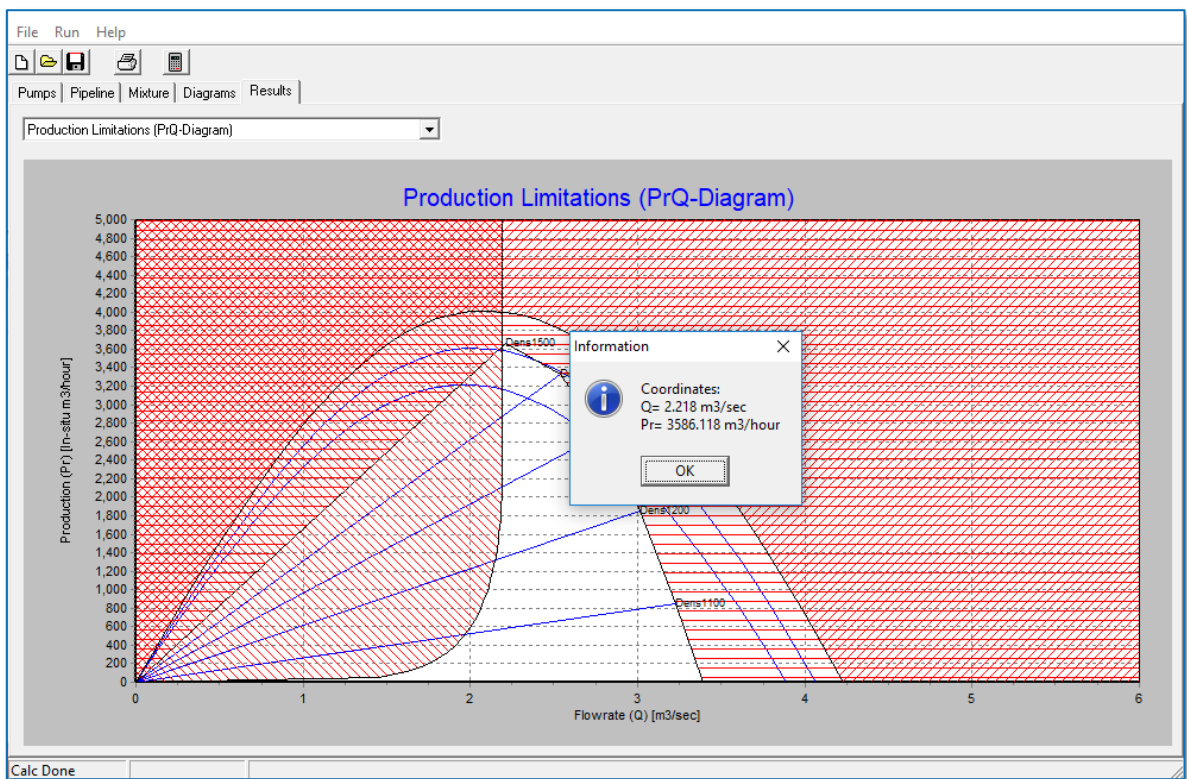 File Run Help
Pumps Pipeline Mixture Diagrams Results
Production Limitations (PrQ-Diagram)
Production Limitations (PrQ-Diagram)
5,000
4,800
4,600
4,400
4,200
4,000
3,800
3,600
3,400
3,200
3,000
2,800
2,600
2,400
2,200
2,000
1,800
1,600
1,400
1,200
1,000
800
600
400
200
0
Production (Pr) [In-situ m3/hour]
Dens1500
Dens1200
Dens1100
Information
Coordinates:
Q= 2.218 m3/sec
Pr= 3586.118 m3/hour
OK
0 1 2 3 4 5 6
Flowrate (Q) [m3/sec]
Calc Done